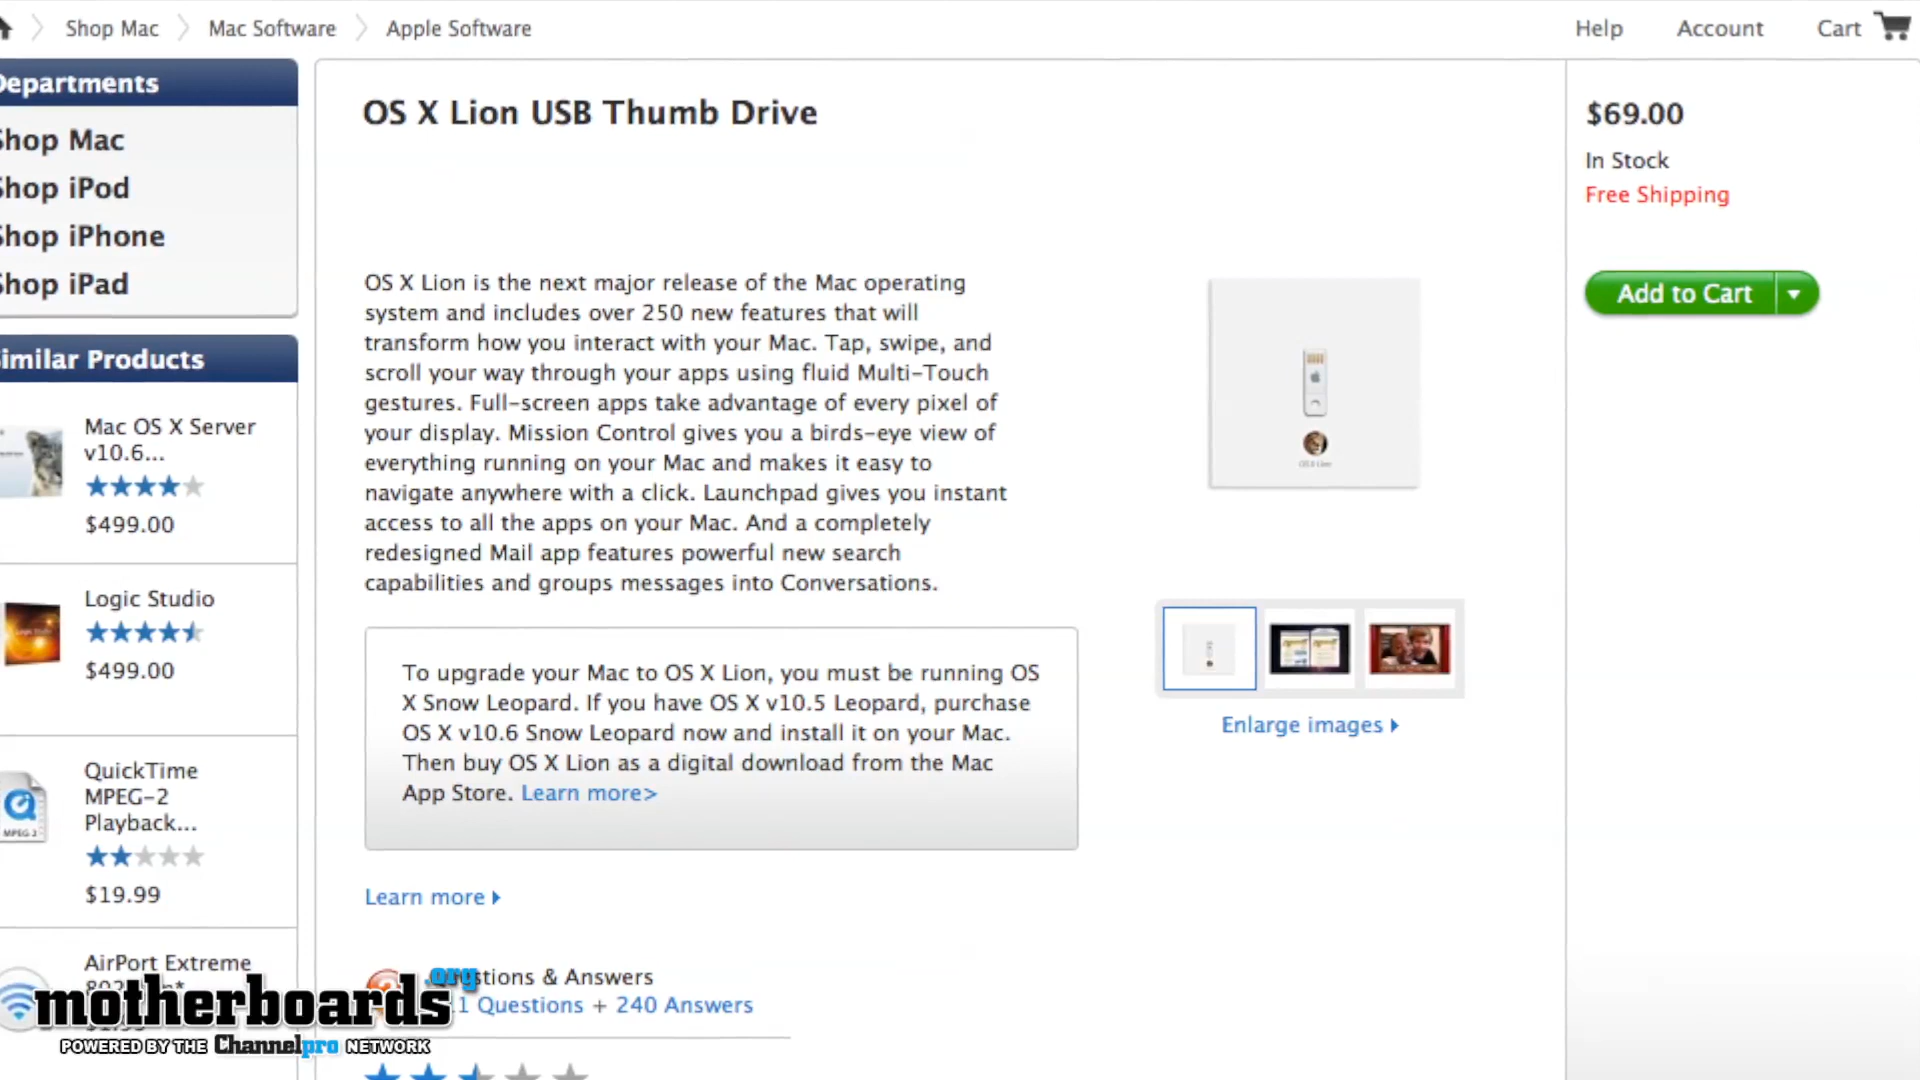 Shop Mac
Mac Software
Apple Software
Help
Account
Cart
Departments
Shop Mac
Shop iPod
Shop iPhone
Shop iPad
Similar Products
Mac OS X Server
v10.6...
$499.00
Logic Studio
$499.00
QuickTime
MPEG-2
Playback...
$19.99
MPEG-2
AirPort Extreme
OS X Lion USB Thumb Drive
OS X Lion is the next major release of the Mac operating
system and includes over 250 new features that will
transform how you interact with your Mac. Tap, swipe, and
scroll your way through your apps using fluid Multi-Touch
gestures. Full-screen apps take advantage of every pixel of
your display. Mission Control gives you a birds-eye view of
everything running on your Mac and makes it easy to
navigate anywhere with a click. Launchpad gives you instant
access to all the apps on your Mac. And a completely
redesigned Mail app features powerful new search
capabilities and groups messages into Conversations.
To upgrade your Mac to OS X Lion, you must be running OS
X Snow Leopard. If you have OS X v10.5 Leopard, purchase
OS X v10.6 Snow Leopard now and install it on your Mac.
Then buy OS X Lion as a digital download from the Mac
App Store. Learn more>
Learn more
& Answers
Questions + 240 Answers
OS X Lion
Enlarge images
$69.00
In Stock
Free Shipping
Add to Cart
motherboards.org
POWERED BY THE Channelpro NETWORK